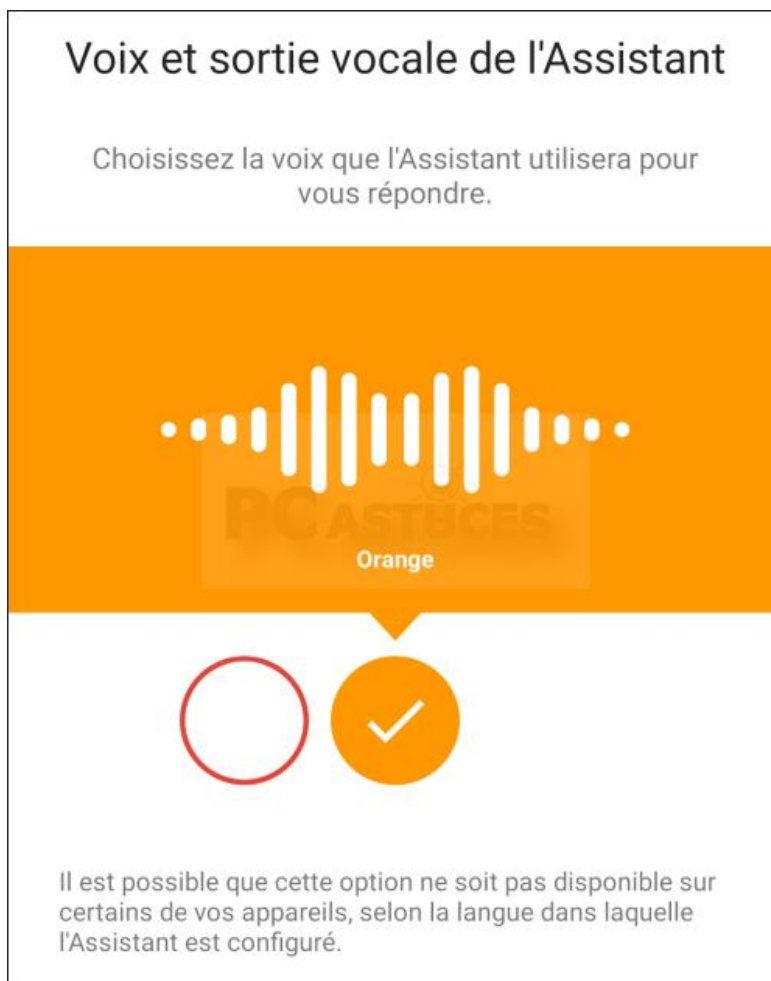 Voix et sortie vocale de l'Assistant
Choisissez la voix que l'Assistant utilisera pour
vous répondre.
PC ASTUCES
Orange
Il est possible que cette option ne soit pas disponible sur
certains de vos appareils, selon la langue dans laquelle
l'Assistant est configuré.